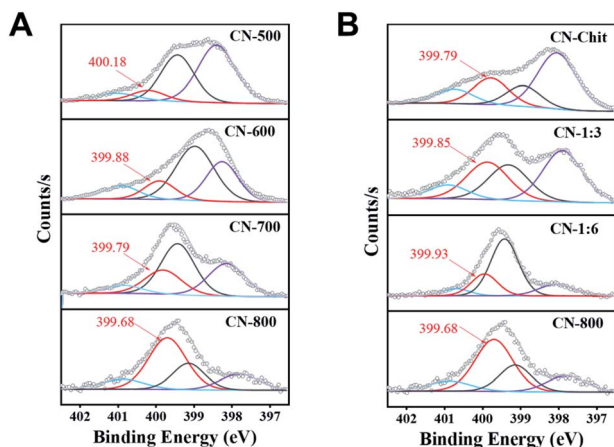 A
CN-500
400.18
CN-600
399.88
CN-700
399.79
CN-800
399.68
402 401 400 399 398 397
Binding Energy (eV)
Counts/s
B
CN-Chit
399.79
CN-1:3
399.85
CN-1:6
399.93
CN-800
399.68
402 401 400 399 398 397
Binding Energy (eV)
Counts/s